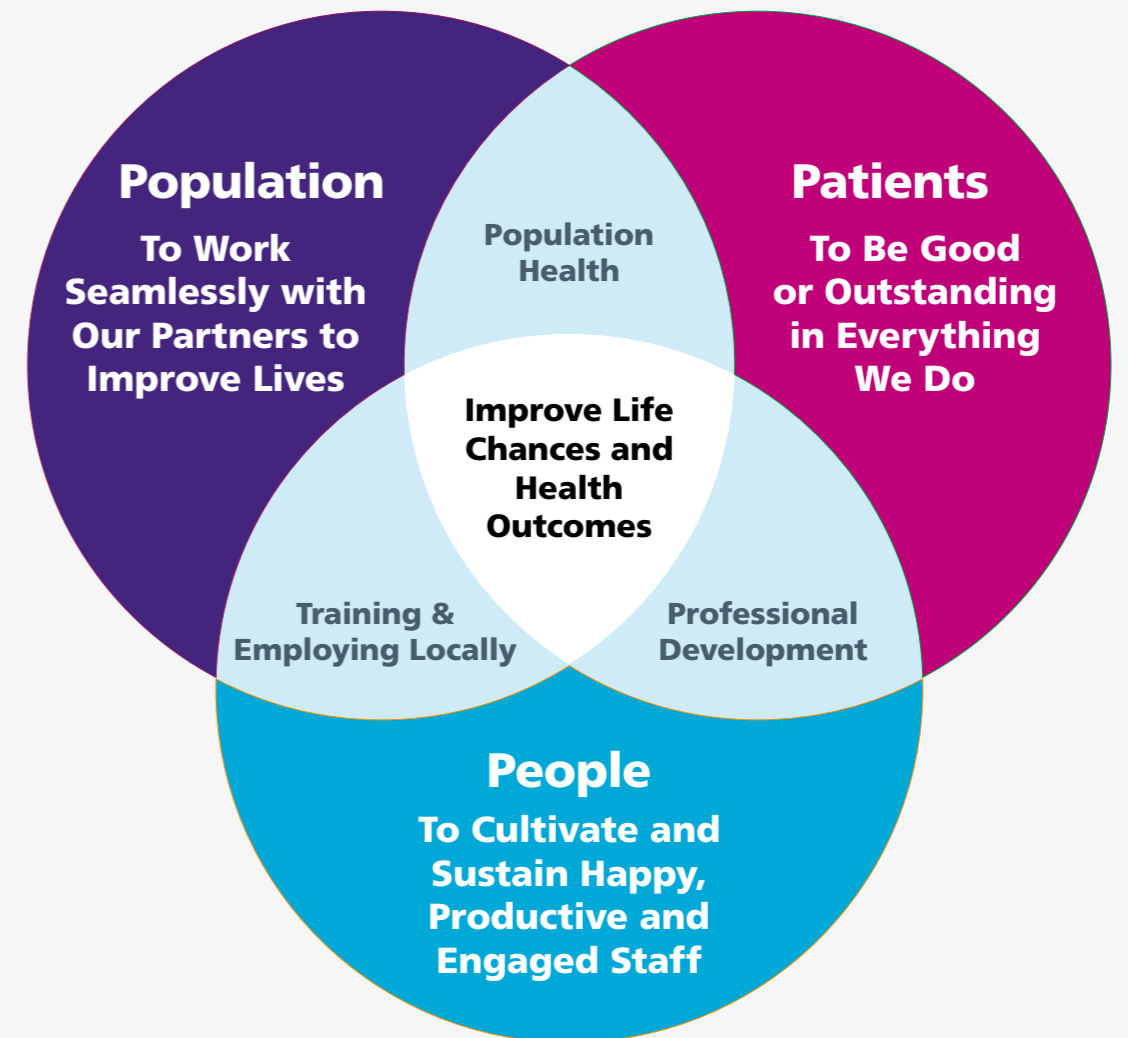 Population
To Work
Seamlessly with
Our Partners to
Improve Lives
Population
Health
Patients
To Be Good
or Outstanding
in Everything
We Do
Improve Life
Chances and
Health
Outcomes
Training &
Employing Locally
Professional
Development
People
To Cultivate and
Sustain Happy,
Productive and
Engaged Staff